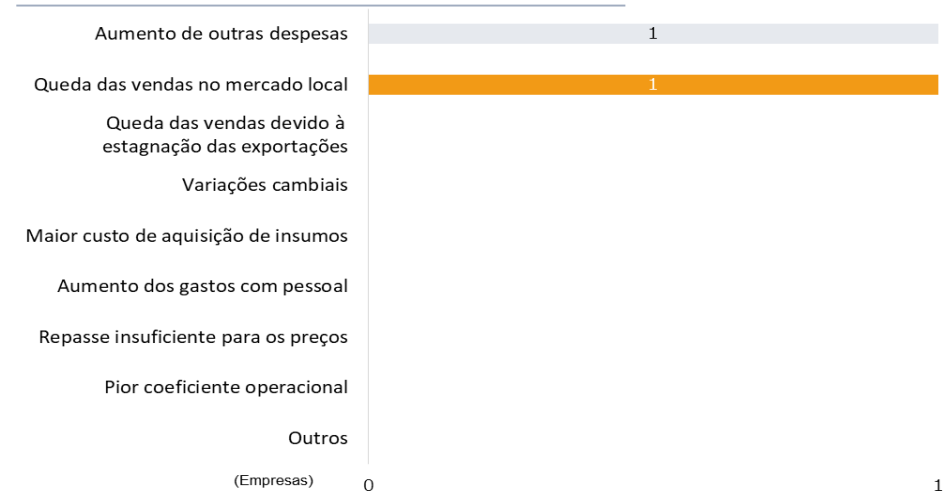 Aumento de outras despesas
1
Queda das vendas no mercado local
1
Queda das vendas devido à
estagnação das exportações
Variações cambiais
Maior custo de aquisição de insumos
Aumento dos gastos com pessoal
Repasse insuficiente para os preços
Pior coeficiente operacional
Outros
(Empresas)
0
1